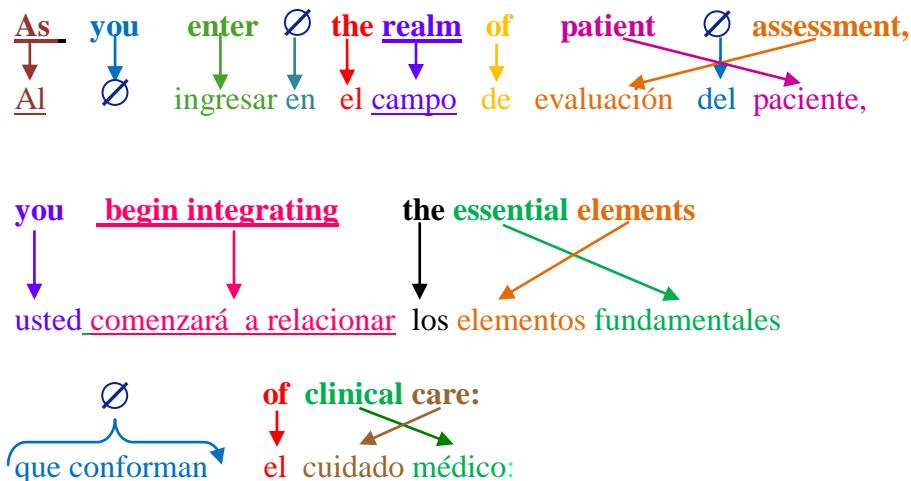 As you enter ∅ the realm of patient ∅ assessment,
Al ∅ ingresar en el campo de evaluación del paciente,
you begin integrating the essential elements
usted comenzará a relacionar los elementos fundamentales
∅ of clinical care:
que conforman el cuidado médico: